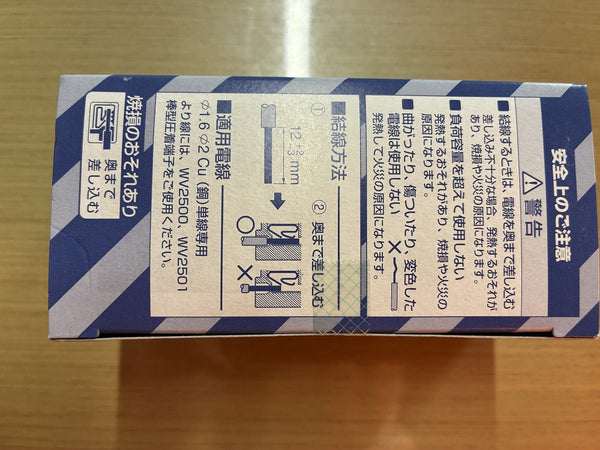 安全上のご注意
⚠警告
■結線するときは、電線を奥まで差し込む
差し込み不十分な場合、発熱するおそれが
あり、焼損や火災の原因になります。
■負荷容量を超えて使用しない
発熱するおそれがあり、焼損や火災の
原因になります。
■曲がったり、傷ついたり、変色した
電線は使用しない
発熱して火災の原因になります。
■結線方法
① 12 +2 -3 mm
② 奥まで差し込む
○
×
■適用電線
φ1.6 φ2 Cu(銅)単線専用
より線には、WV2500、WV2501
棒型圧着端子をご使用ください。
焼損のおそれあり
奥まで
差し込む